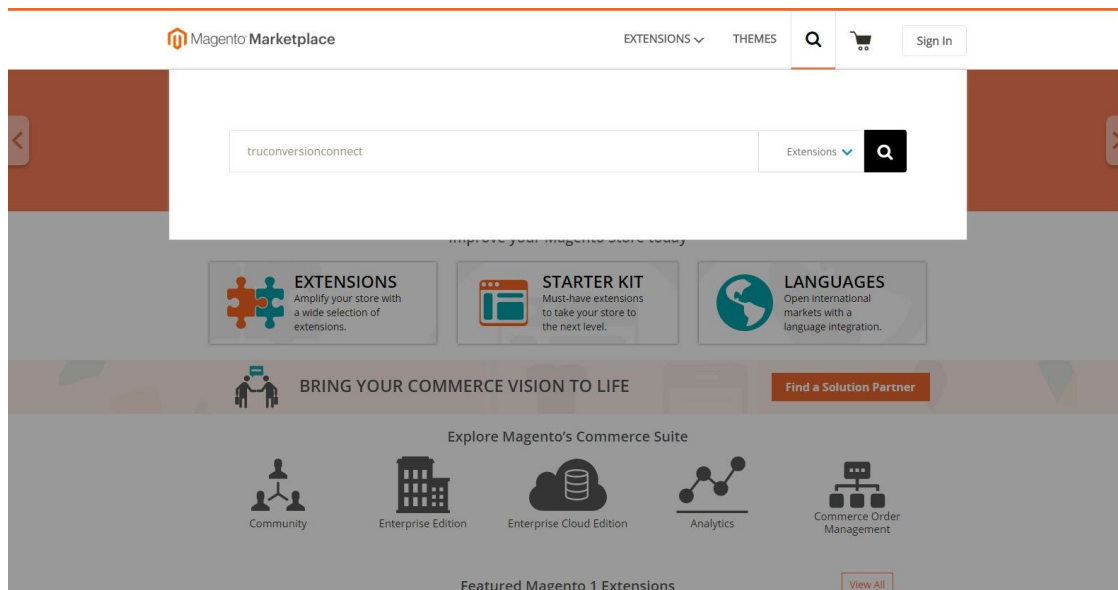 Magento Marketplace
EXTENSIONS
THEMES
Sign In
truconversionconnect
Extensions
Improve your Magento store today
EXTENSIONS
Amplify your store with
a wide selection of
extensions.
STARTER KIT
Must-have extensions
to take your store to
the next level.
LANGUAGES
Open international
markets with a
language integration.
BRING YOUR COMMERCE VISION TO LIFE
Find a Solution Partner
Explore Magento's Commerce Suite
Community
Enterprise Edition
Enterprise Cloud Edition
Analytics
Commerce Order
Management
Featured Magento 1 Extensions
View All